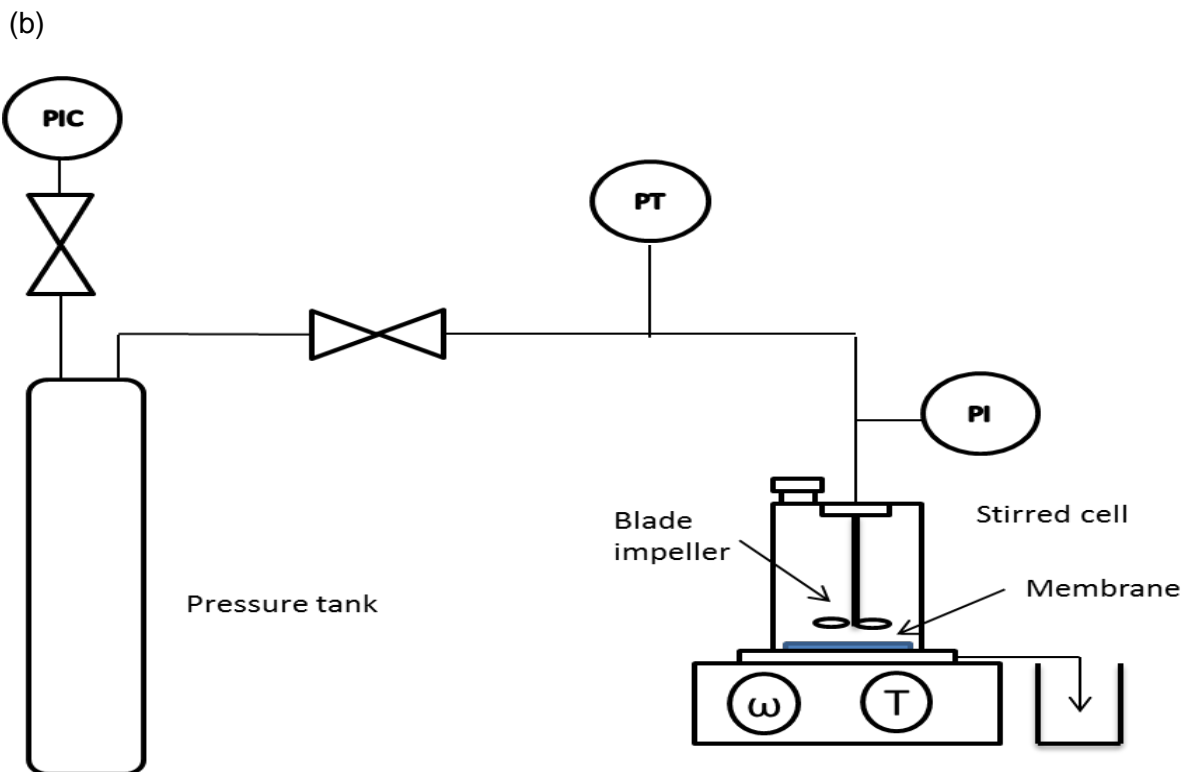 (b)
PIC
PT
PI
Blade
impeller
Stirred cell
Membrane
Pressure tank
ω
T